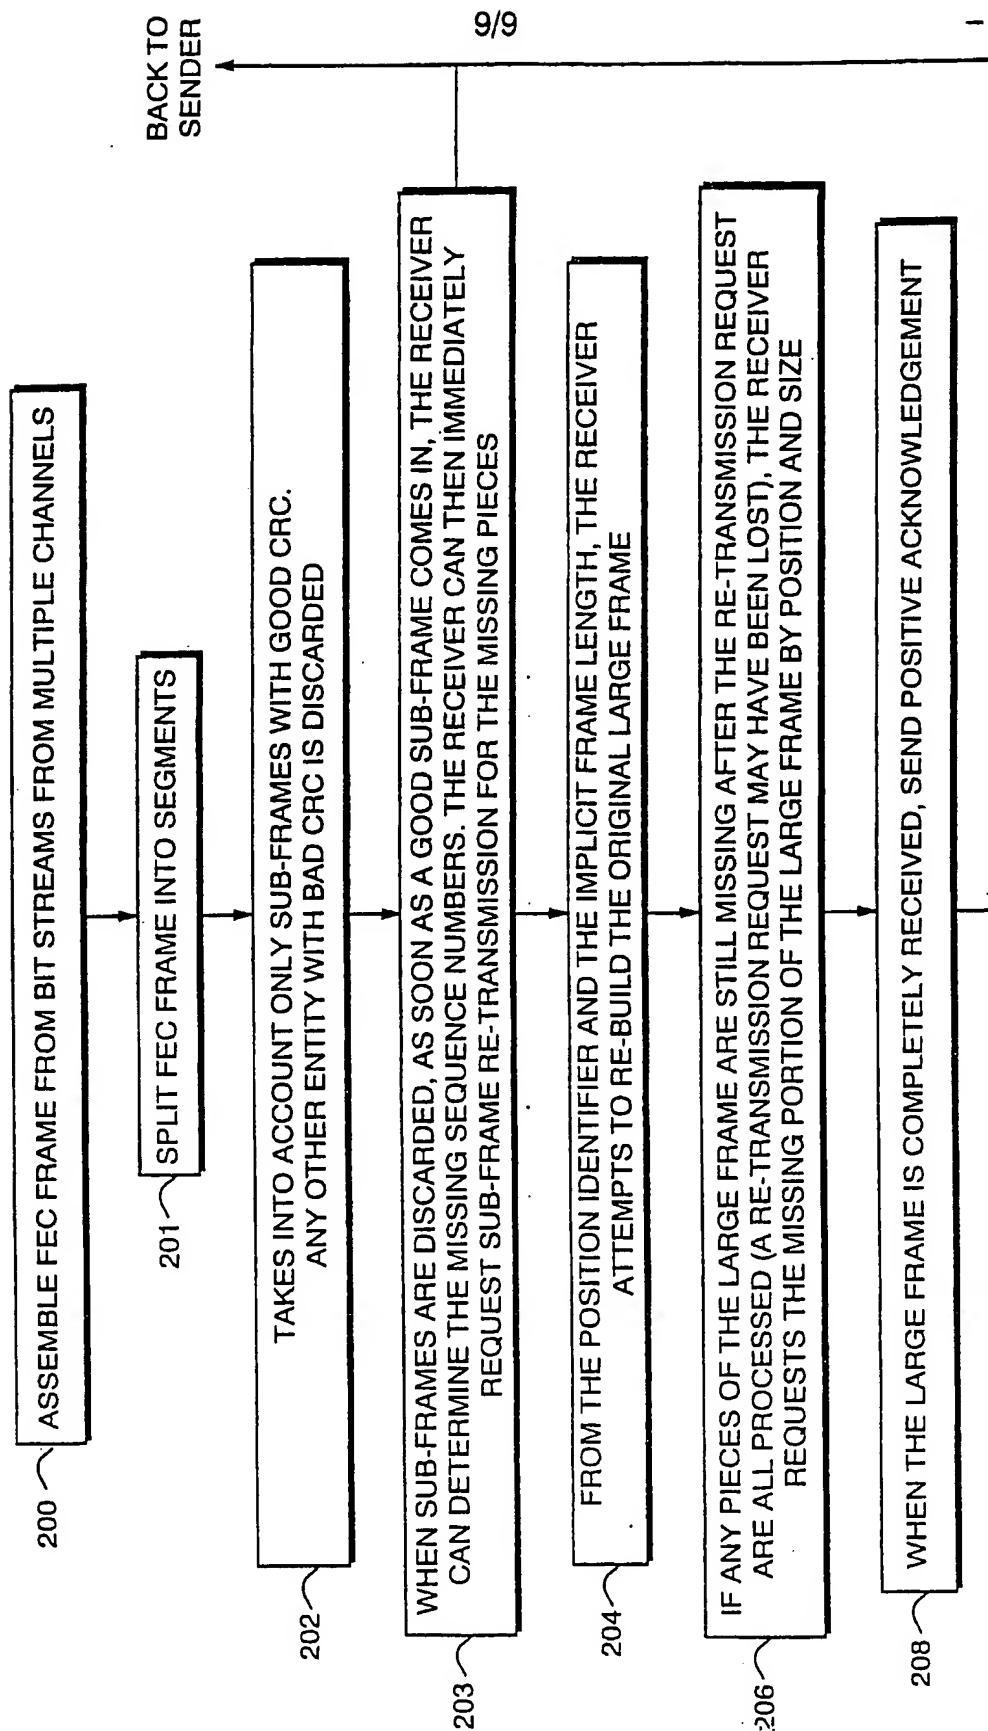 9/9
BACK TO
SENDER
200
ASSEMBLE FEC FRAME FROM BIT STREAMS FROM MULTIPLE CHANNELS
201
SPLIT FEC FRAME INTO SEGMENTS
202
TAKES INTO ACCOUNT ONLY SUB-FRAMES WITH GOOD CRC.
ANY OTHER ENTITY WITH BAD CRC IS DISCARDED
203
WHEN SUB-FRAMES ARE DISCARDED, AS SOON AS A GOOD SUB-FRAME COMES IN, THE RECEIVER
CAN DETERMINE THE MISSING SEQUENCE NUMBERS. THE RECEIVER CAN THEN IMMEDIATELY
REQUEST SUB-FRAME RE-TRANSMISSION FOR THE MISSING PIECES
204
FROM THE POSITION IDENTIFIER AND THE IMPLICIT FRAME LENGTH, THE RECEIVER
ATTEMPTS TO RE-BUILD THE ORIGINAL LARGE FRAME
206
IF ANY PIECES OF THE LARGE FRAME ARE STILL MISSING AFTER THE RE-TRANSMISSION REQUEST
ARE ALL PROCESSED (A RE-TRANSMISSION REQUEST MAY HAVE BEEN LOST), THE RECEIVER
REQUESTS THE MISSING PORTION OF THE LARGE FRAME BY POSITION AND SIZE
208
WHEN THE LARGE FRAME IS COMPLETELY RECEIVED, SEND POSITIVE ACKNOWLEDGEMENT